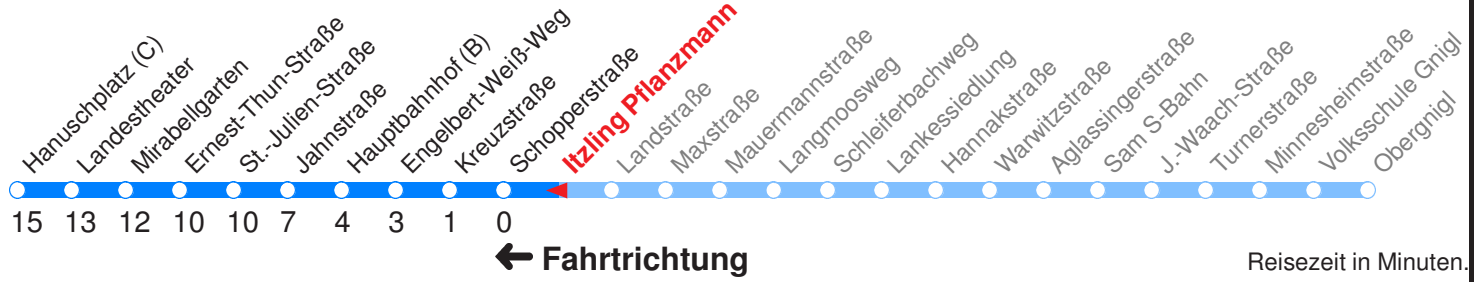 Hanuschplatz (C)
Landestheater
Mirabellgarten
Ernest-Thun-Straße
St.-Julien-Straße
Jahnstraße
Hauptbahnhof (B)
Engelbert-Weiß-Weg
Kreuzstraße
Schopperstraße
Itzling Pflanzmann
Landstraße
Maxstraße
Mauermannstraße
Langmoosweg
Schleiferbachweg
Lankessiedlung
Hannakstraße
Warwitzstraße
Aglassingerstraße
Sam S-Bahn
J.-Waach-Straße
Turnerstraße
Minnesheimstraße
Volksschule Gnigl
Obergnigl
15 13 12 10 10 7 4 3 1 0
← Fahrtrichtung
Reisezeit in Minuten.